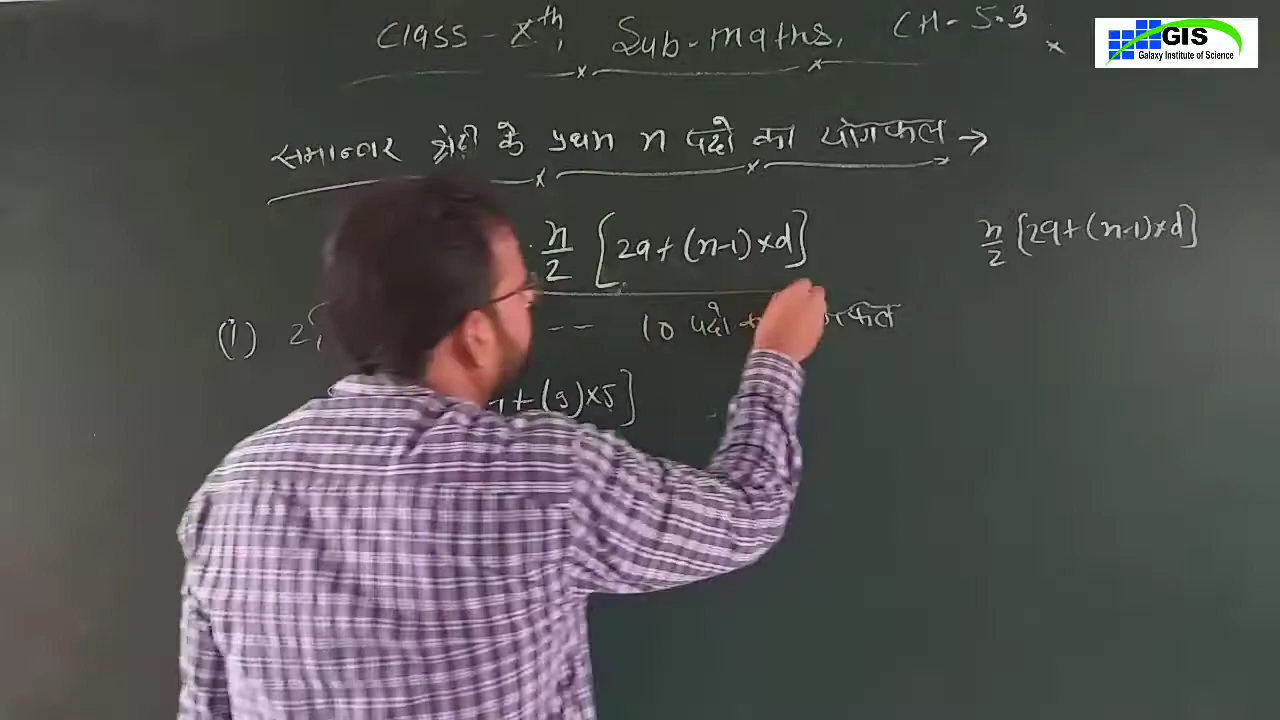 Class - Xth, Sub - maths, CH - 5.3
GIS
Galaxy Institute of Science
समान्तर श्रेढ़ी के प्रथम n पदों का योगफल →
n/2 [2a + (n-1) × d]
n/2 [2a + (n-1) × d]
(i) 2, -- 10 पदों
+ (9) × 5]